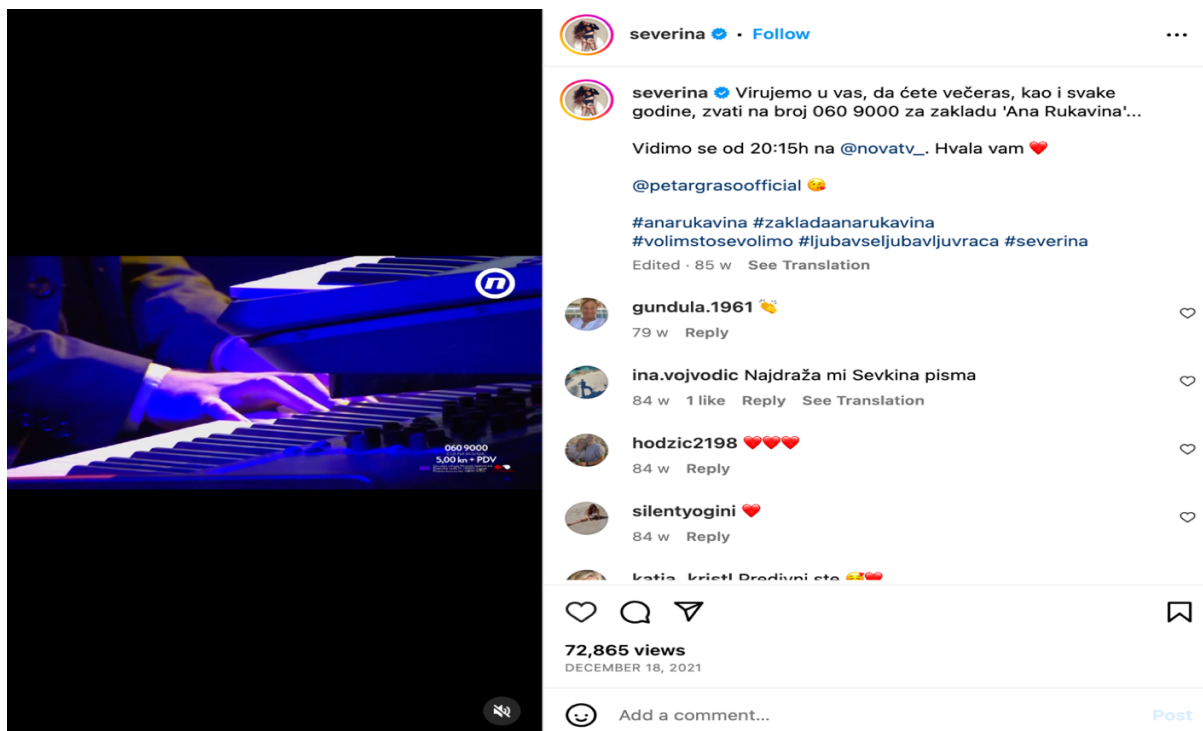 severina • Follow
severina Virujemo u vas, da ćete večeras, kao i svake
godine, zvati na broj 060 9000 za zakladu 'Ana Rukavina'...
Vidimo se od 20:15h na @novatv_. Hvala vam ❤️
@petargrasoofficial 😘
#anarukavina #zakladaanarukavina
#volimstosevolimo #ljubavseljubavljuvraca #severina
Edited · 85 w See Translation
gundula.1961 👏
79 w Reply
ina.vojvodic Najdraža mi Sevkina pisma
84 w 1 like Reply See Translation
hodzic2198 ❤️❤️❤️
84 w Reply
silentyogini ❤️
84 w Reply
katja_kristl Predivni ste 🥰❤️
72,865 views
DECEMBER 18, 2021
Add a comment...
Post
n
060 9000
5,00 kn + PDV